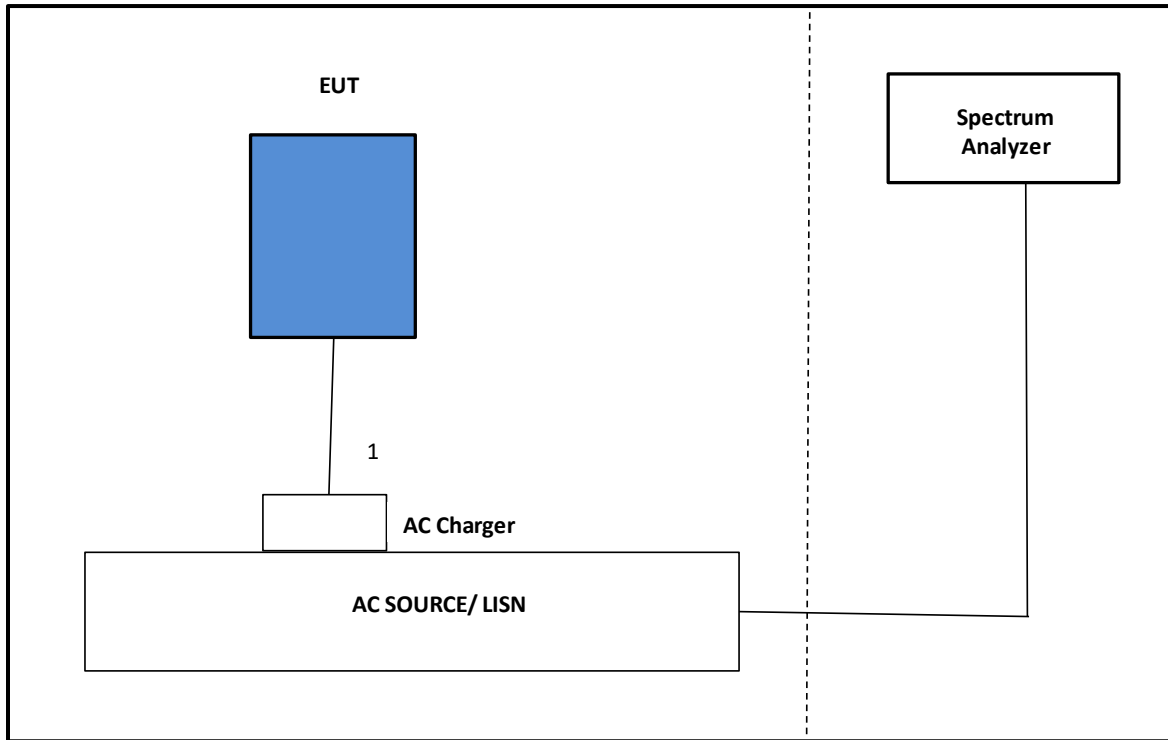 EUT
Spectrum
Analyzer
1
AC Charger
AC SOURCE/ LISN